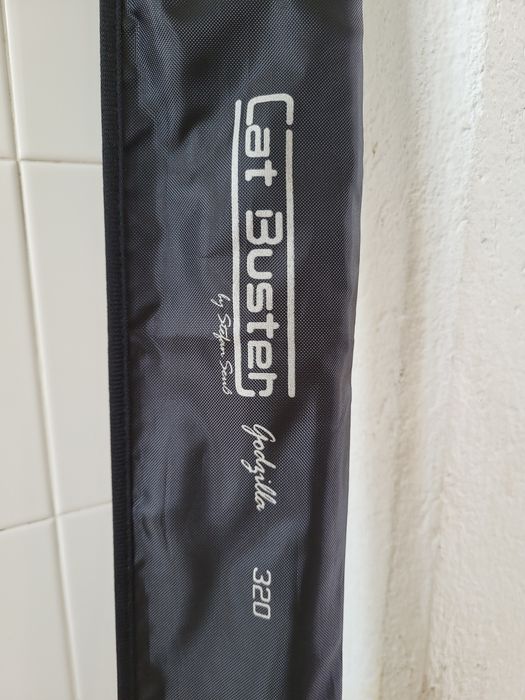 Cat Buster
by Stefan Seuß
Godzilla
320